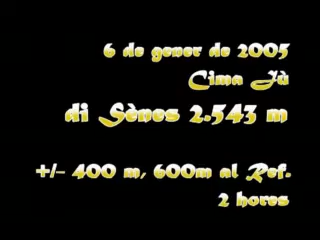 6 de gener de 2005
Cima Jù
di Sènes 2.543 m
+/- 400 m, 600m al Ref.
2 hores